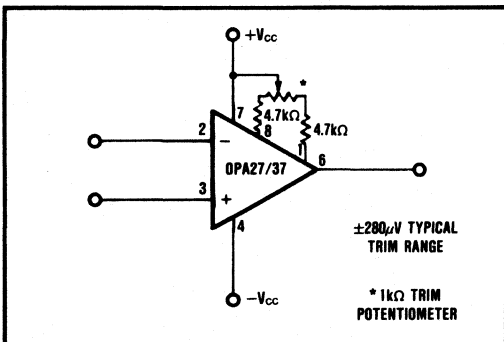 +Vcc
*
7
4.7kΩ
8
4.7kΩ
2
−
1
OPA27/37
6
3
+
4
±280μV TYPICAL
TRIM RANGE
−Vcc
* 1kΩ TRIM
POTENTIOMETER